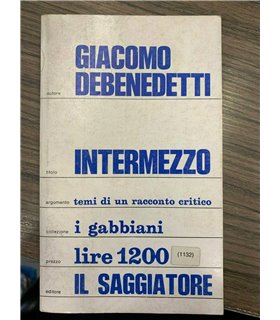 GIACOMO
autore DEBENEDETTI
titolo INTERMEZZO
argomento temi di un racconto critico
collezione i gabbiani
prezzo lire 1200 (1132)
editore IL SAGGIATORE